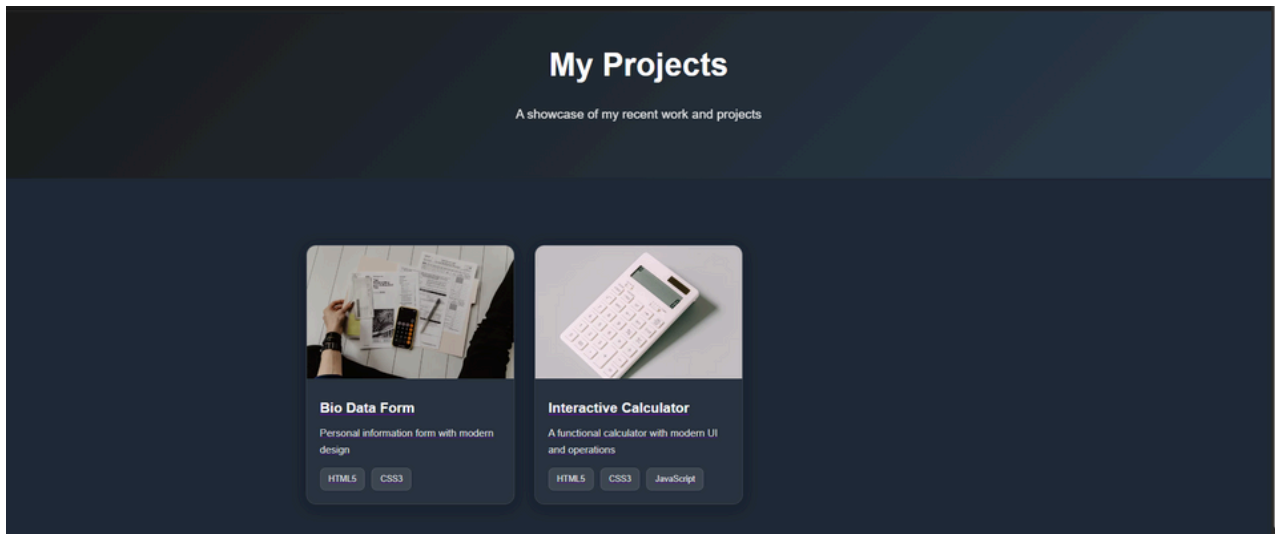 My Projects
A showcase of my recent work and projects
Bio Data Form
Personal information form with modern
design
HTML5
CSS3
Interactive Calculator
A functional calculator with modern UI
and operations
HTML5
CSS3
JavaScript